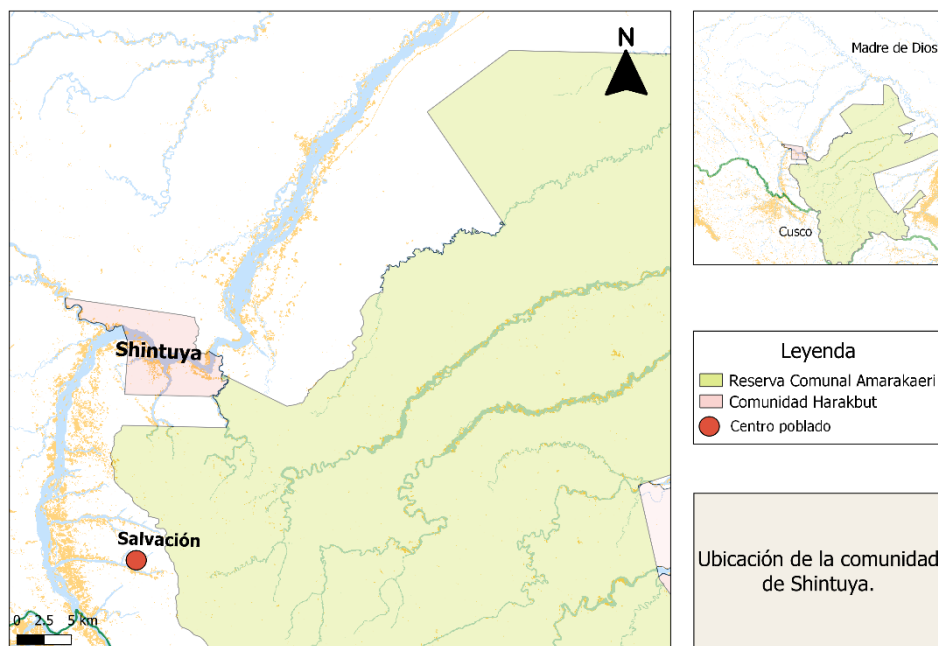 N
Shintuya
Salvación
0 2.5 5 km
Madre de Dios
Cusco
Leyenda
Reserva Comunal Amarakaeri
Comunidad Harakbut
Centro poblado
Ubicación de la comunidad
de Shintuya.